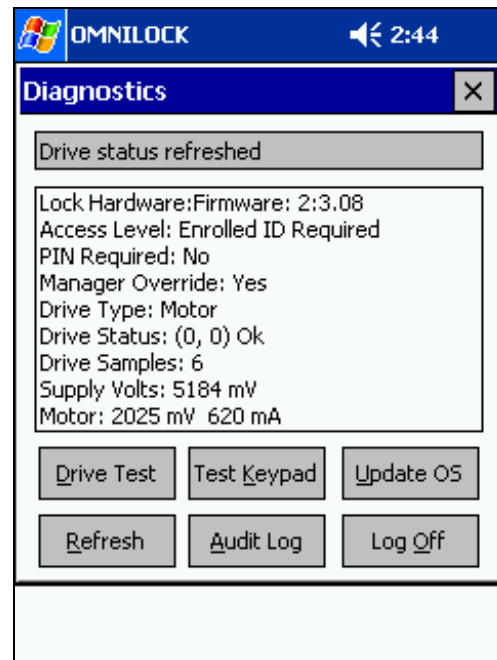 OMNILOCK 2:44
Diagnostics
Drive status refreshed
Lock Hardware:Firmware: 2:3.08
Access Level: Enrolled ID Required
PIN Required: No
Manager Override: Yes
Drive Type: Motor
Drive Status: (0, 0) Ok
Drive Samples: 6
Supply Volts: 5184 mV
Motor: 2025 mV  620 mA
Drive Test Test Keypad Update OS
Refresh Audit Log Log Off